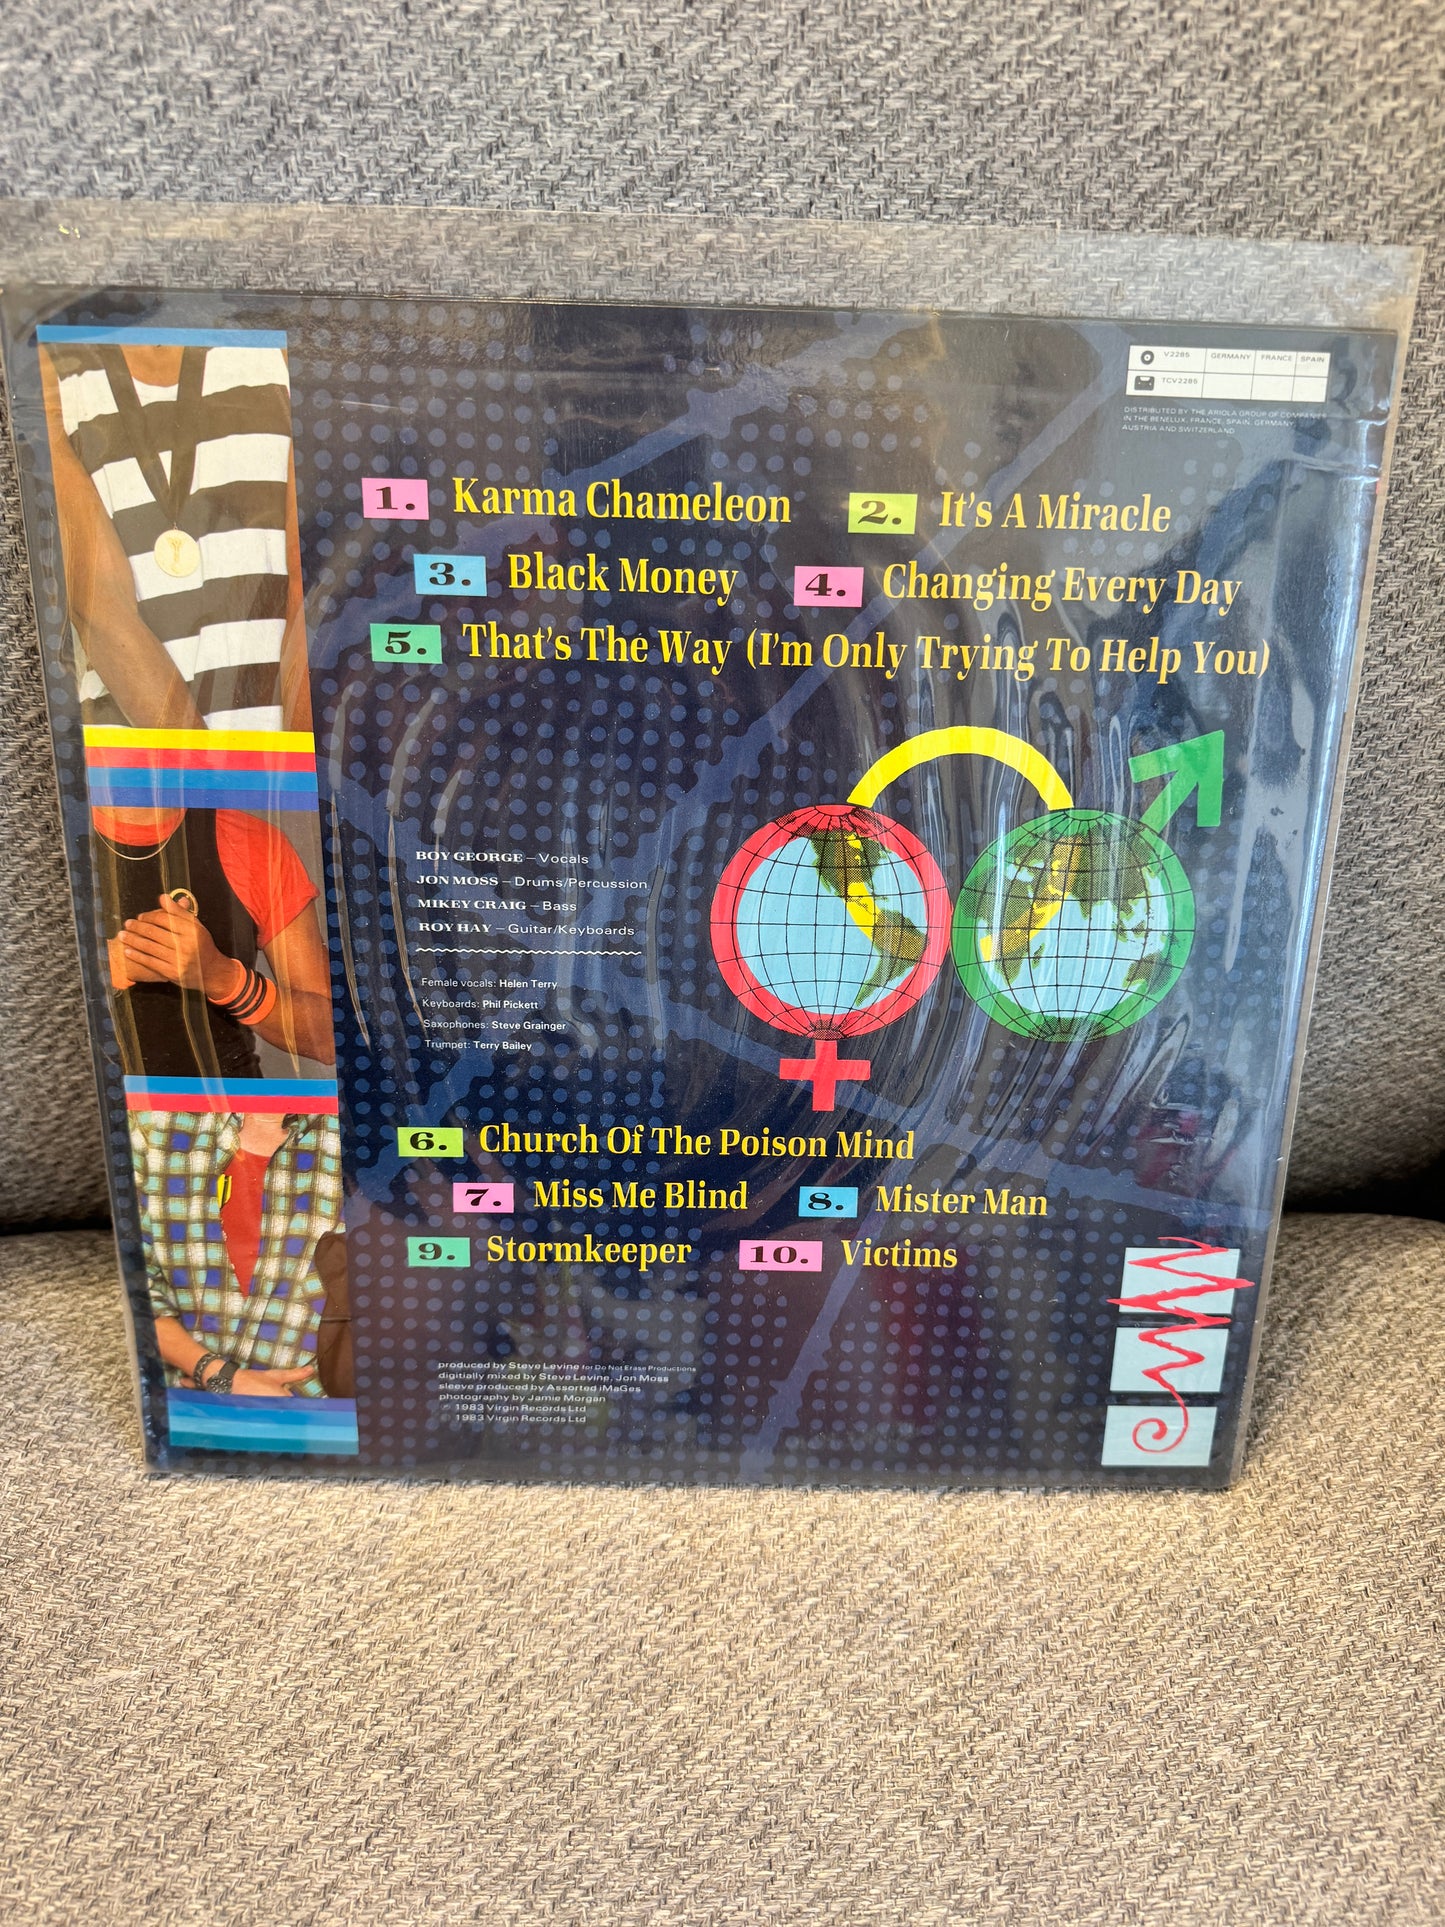 V2285 GERMANY FRANCE SPAIN
TCV2285
DISTRIBUTED BY THE ARIOLA GROUP OF COMPANIES
IN THE BENELUX, FRANCE, SPAIN, GERMANY,
AUSTRIA AND SWITZERLAND
1. Karma Chameleon 2. It's A Miracle
3. Black Money 4. Changing Every Day
5. That's The Way (I'm Only Trying To Help You)
BOY GEORGE – Vocals
JON MOSS – Drums/Percussion
MIKEY CRAIG – Bass
ROY HAY – Guitar/Keyboards
Female vocals: Helen Terry
Keyboards: Phil Pickett
Saxophones: Steve Grainger
Trumpet: Terry Bailey
6. Church Of The Poison Mind
7. Miss Me Blind 8. Mister Man
9. Stormkeeper 10. Victims
produced by Steve Levine for Do Not Erase Productions
digitially mixed by Steve Levine, Jon Moss
sleeve produced by Assorted iMaGes
photography by Jamie Morgan
℗ 1983 Virgin Records Ltd
© 1983 Virgin Records Ltd